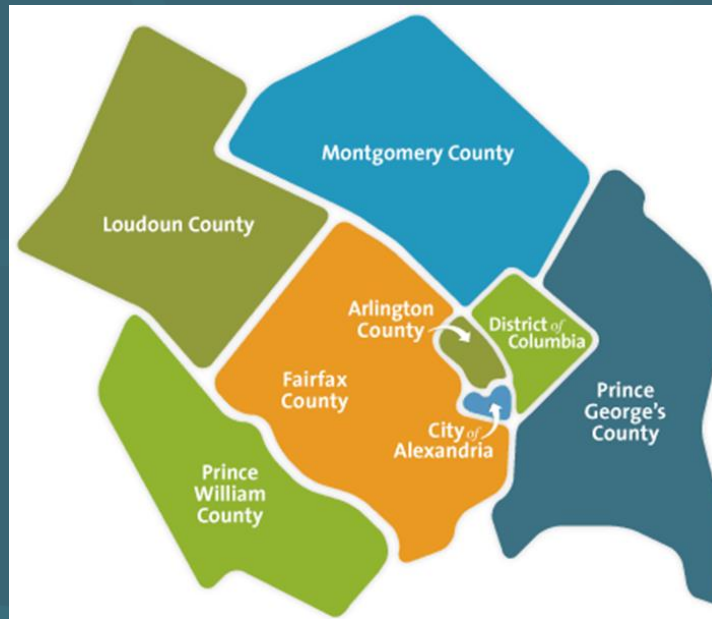 Montgomery County
Loudoun County
Arlington
County
District of
Columbia
Fairfax
County
Prince
George's
County
City of
Alexandria
Prince
William
County